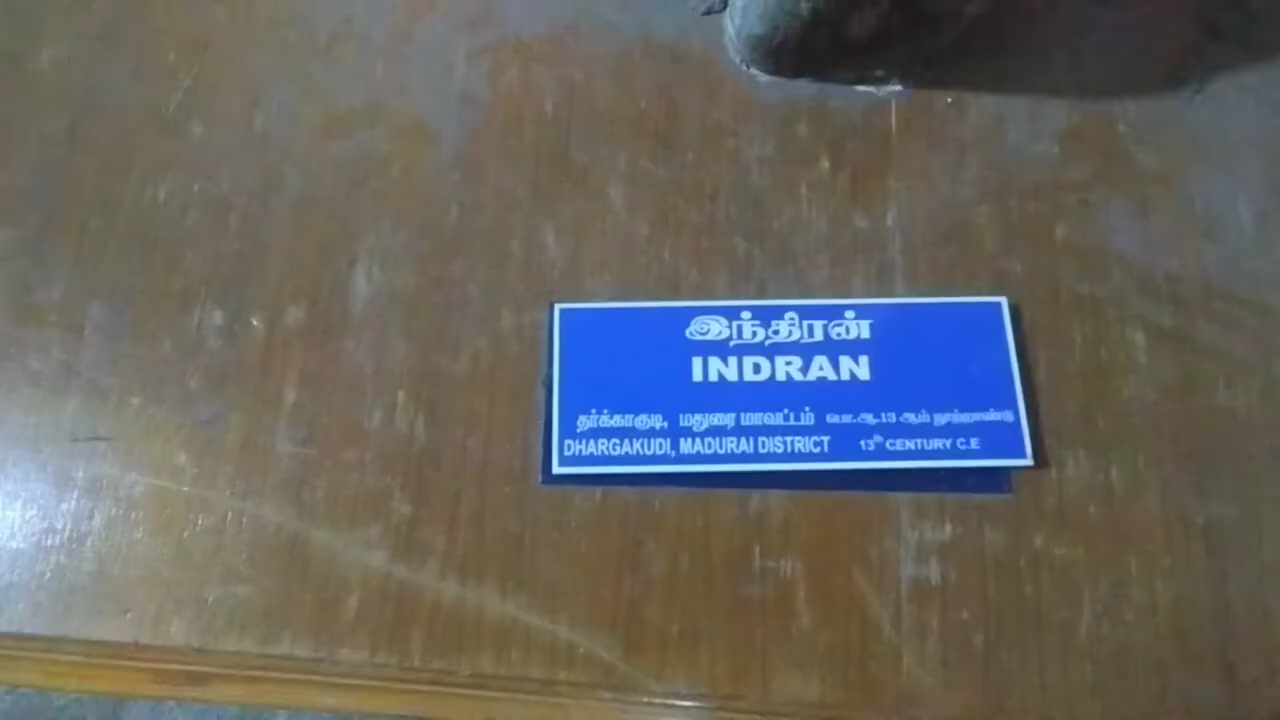 இந்திரன்
INDRAN
தர்க்காகுடி, மதுரை மாவட்டம் பொ.ஆ.13 ஆம் நூற்றாண்டு
DHARGAKUDI, MADURAI DISTRICT 13th CENTURY C.E